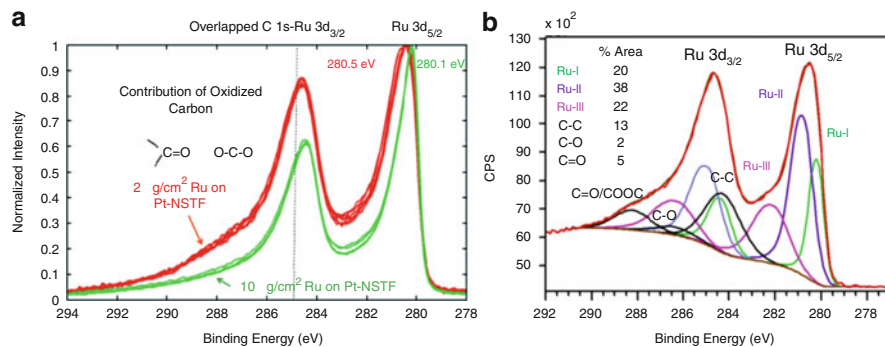 a
Overlapped C 1s-Ru 3d3/2
Ru 3d5/2
280.5 eV
280.1 eV
Contribution of Oxidized
Carbon
C=O
O-C-O
2 g/cm2 Ru on
Pt-NSTF
10 g/cm2 Ru on Pt-NSTF
Normalized Intensity
1
0.9
0.8
0.7
0.6
0.5
0.4
0.3
0.2
0.1
0
294 292 290 288 286 284 282 280 278
Binding Energy (eV)
b
x 10²
% Area
Ru-I 20
Ru-II 38
Ru-III 22
C-C 13
C-O 2
C=O 5
Ru 3d3/2
Ru 3d5/2
Ru-II
Ru-I
Ru-III
C-C
C=O/COOC
C-O
CPS
130
120
110
100
90
80
70
60
50
292 290 288 286 284 282 280
Binding Energy (eV)